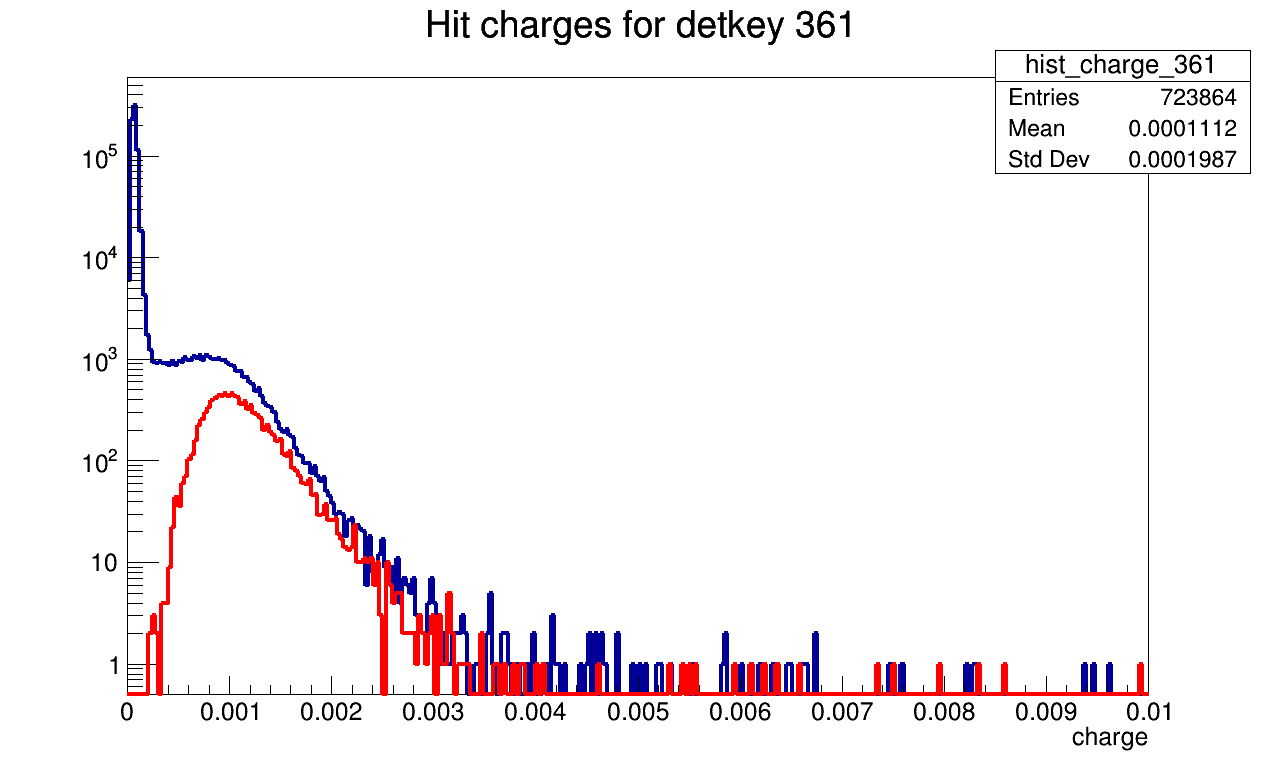 Hit charges for detkey 361
hist_charge_361
Entries 723864
Mean 0.0001112
Std Dev 0.0001987
10^5
10^4
10^3
10^2
10
1
0 0.001 0.002 0.003 0.004 0.005 0.006 0.007 0.008 0.009 0.01
charge